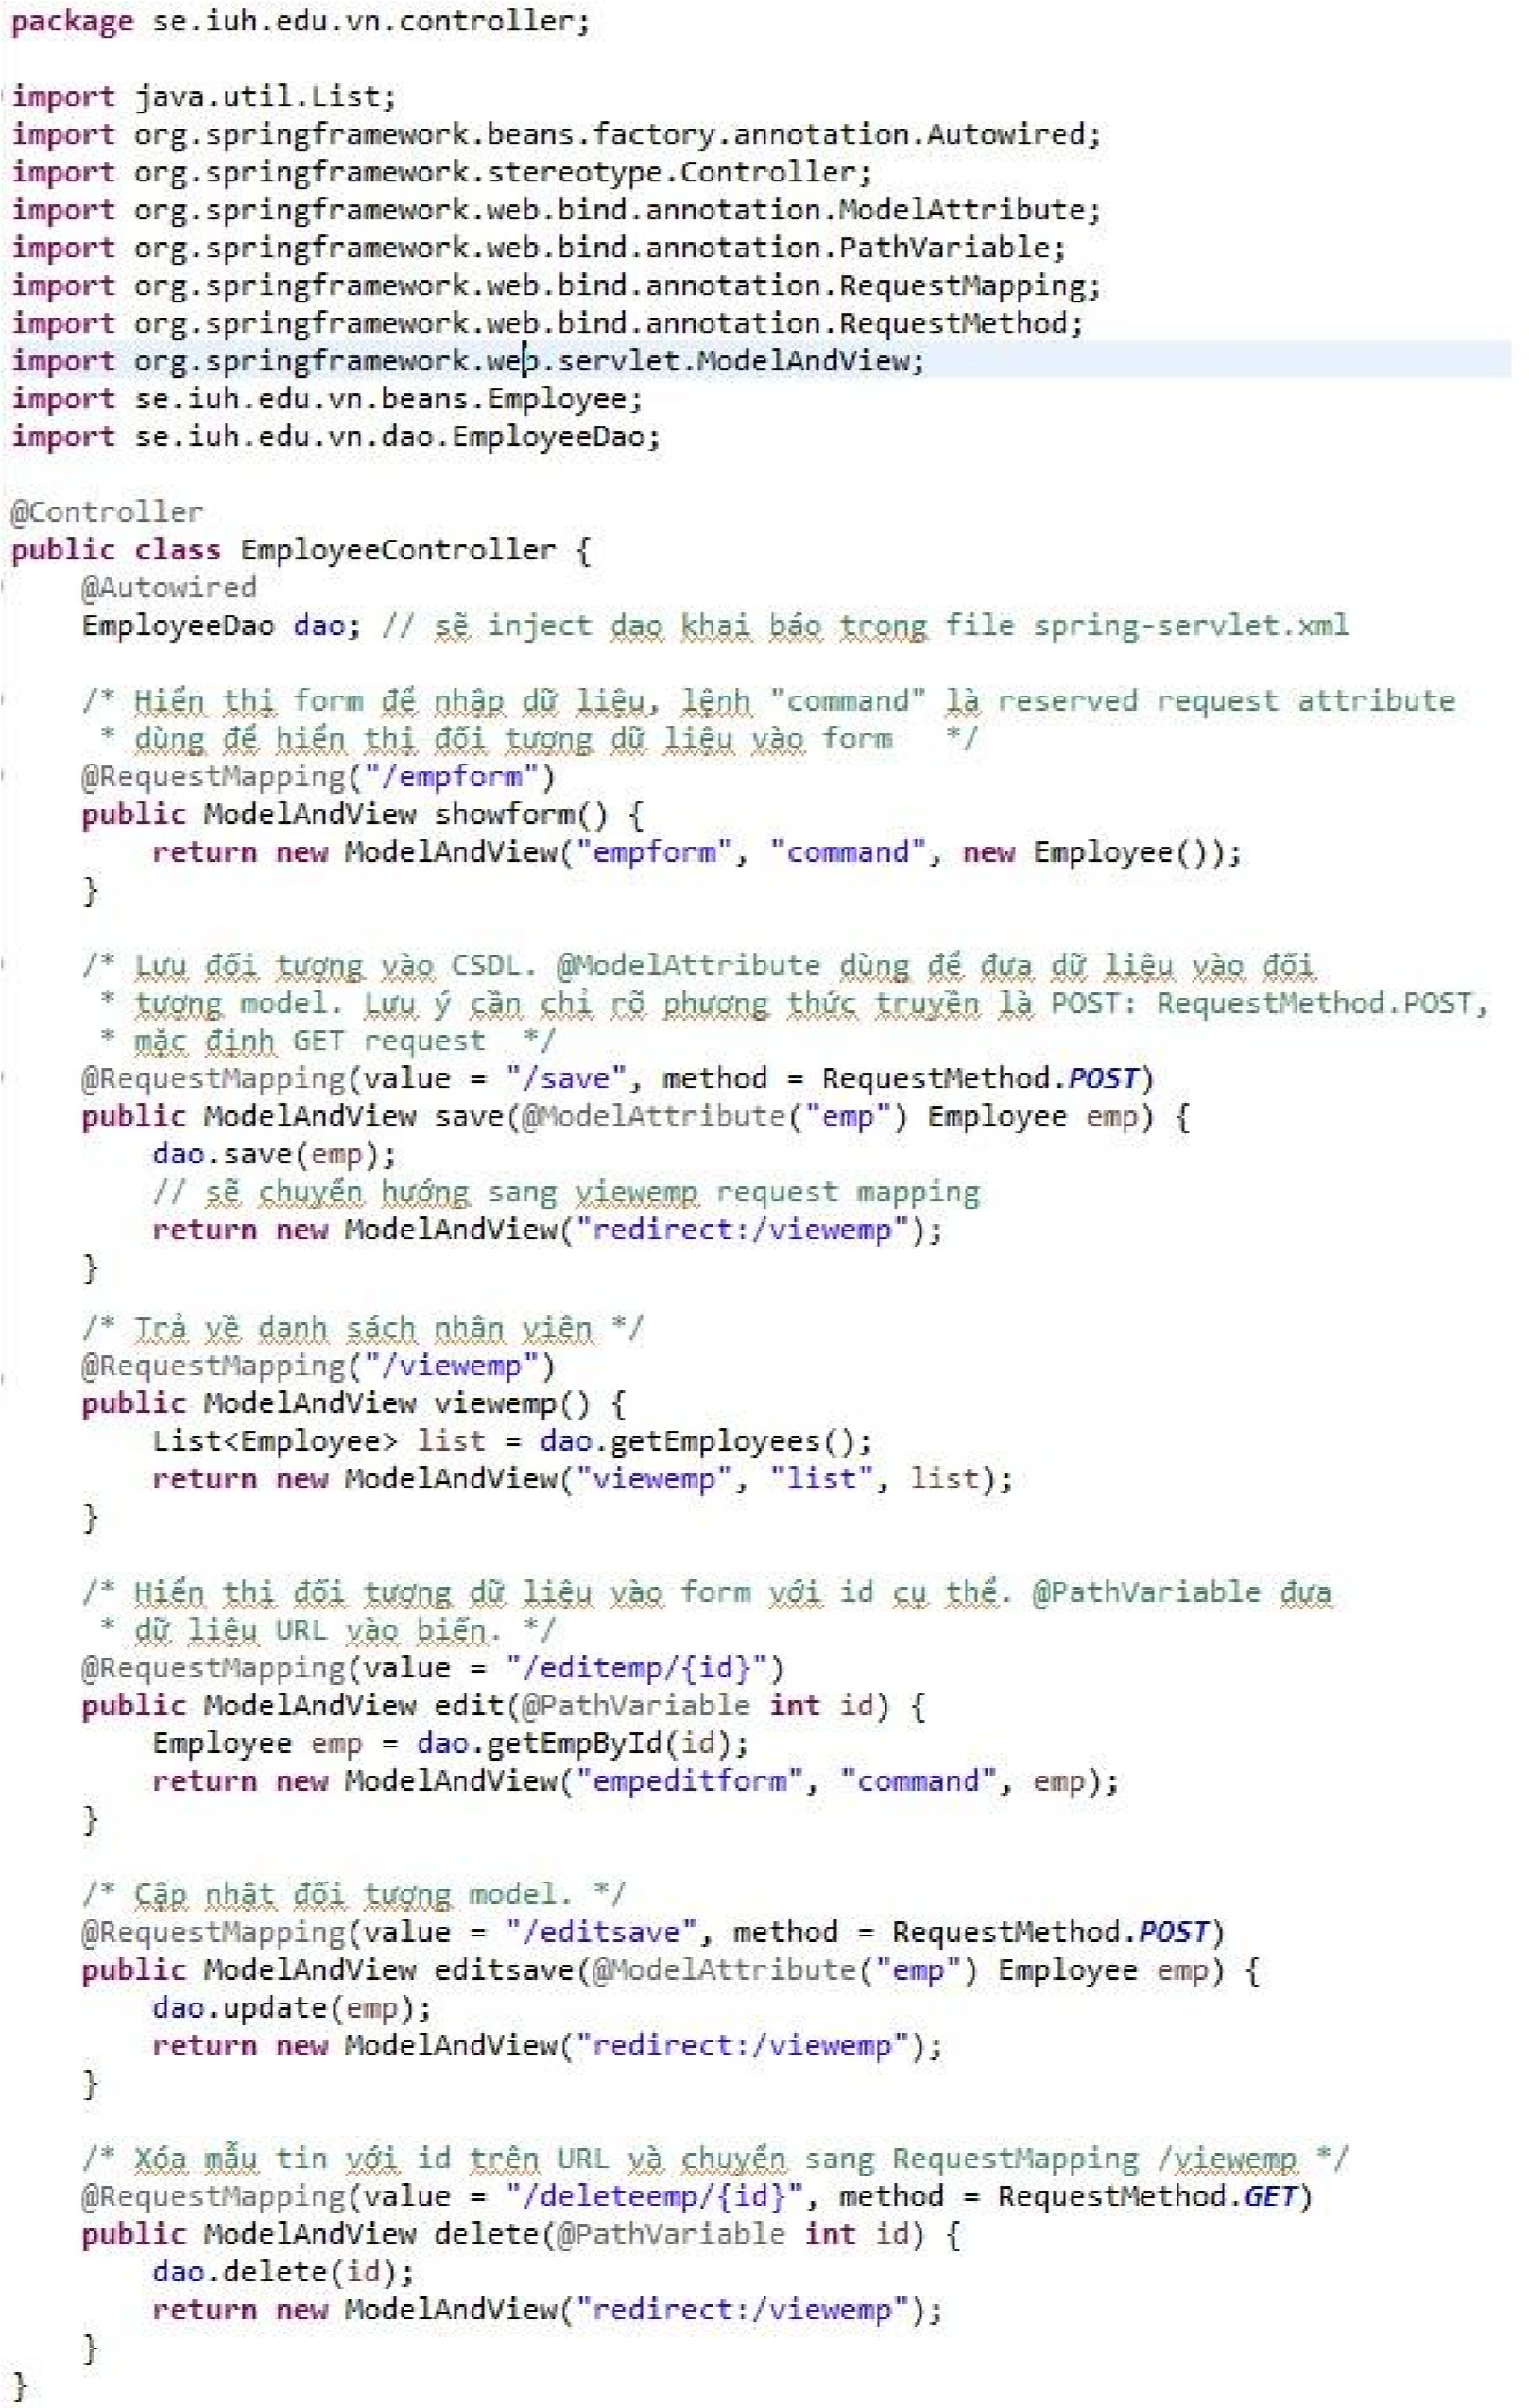 package se.iuh.edu.vn.controller;
import java.util.List;
import org.springframework.beans.factory.annotation.Autowired;
import org.springframework.stereotype.Controller;
import org.springframework.web.bind.annotation.ModelAttribute;
import org.springframework.web.bind.annotation.PathVariable;
import org.springframework.web.bind.annotation.RequestMapping;
import org.springframework.web.bind.annotation.RequestMethod;
import org.springframework.web.servlet.ModelAndView;
import se.iuh.edu.vn.beans.Employee;
import se.iuh.edu.vn.dao.EmployeeDao;
@Controller
public class EmployeeController {
@Autowired
EmployeeDao dao; // sẽ inject dao khai báo trong file spring-servlet.xml
/* Hiển thị form để nhập dữ liệu, lệnh "command" là reserved request attribute
* dùng để hiển thị đối tượng dữ liệu vào form */
@RequestMapping("/empform")
public ModelAndView showform() {
return new ModelAndView("empform", "command", new Employee());
}
/* Lưu đối tượng vào CSDL. @ModelAttribute dùng để đưa dữ liệu vào đối
* tượng model. Lưu ý cần chỉ rõ phương thức truyền là POST: RequestMethod.POST,
* mặc định GET request */
@RequestMapping(value = "/save", method = RequestMethod.POST)
public ModelAndView save(@ModelAttribute("emp") Employee emp) {
dao.save(emp);
// sẽ chuyển hướng sang viewemp request mapping
return new ModelAndView("redirect:/viewemp");
}
/* Trả về danh sách nhân viên */
@RequestMapping("/viewemp")
public ModelAndView viewemp() {
List<Employee> list = dao.getEmployees();
return new ModelAndView("viewemp", "list", list);
}
/* Hiển thị đối tượng dữ liệu vào form với id cụ thể. @PathVariable đưa
* dữ liệu URL vào biến. */
@RequestMapping(value = "/editemp/{id}")
public ModelAndView edit(@PathVariable int id) {
Employee emp = dao.getEmpById(id);
return new ModelAndView("empeditform", "command", emp);
}
/* Cập nhật đối tượng model. */
@RequestMapping(value = "/editsave", method = RequestMethod.POST)
public ModelAndView editsave(@ModelAttribute("emp") Employee emp) {
dao.update(emp);
return new ModelAndView("redirect:/viewemp");
}
/* Xóa mẫu tin với id trên URL và chuyển sang RequestMapping /viewemp */
@RequestMapping(value = "/deleteemp/{id}", method = RequestMethod.GET)
public ModelAndView delete(@PathVariable int id) {
dao.delete(id);
return new ModelAndView("redirect:/viewemp");
}
}